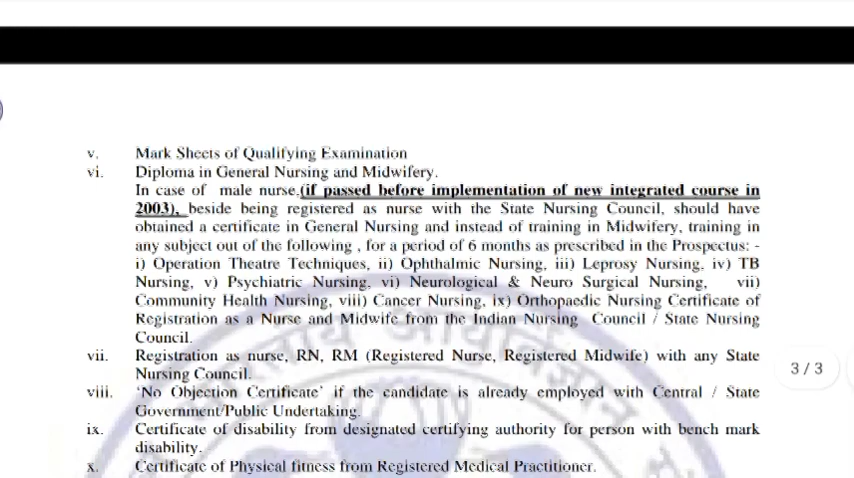 v. Mark Sheets of Qualifying Examination
vi. Diploma in General Nursing and Midwifery.
In case of male nurse,(if passed before implementation of new integrated course in
2003), beside being registered as nurse with the State Nursing Council, should have
obtained a certificate in General Nursing and instead of training in Midwifery, training in
any subject out of the following , for a period of 6 months as prescribed in the Prospectus: -
i) Operation Theatre Techniques, ii) Ophthalmic Nursing, iii) Leprosy Nursing, iv) TB
Nursing, v) Psychiatric Nursing, vi) Neurological & Neuro Surgical Nursing, vii)
Community Health Nursing, viii) Cancer Nursing, ix) Orthopaedic Nursing Certificate of
Registration as a Nurse and Midwife from the Indian Nursing Council / State Nursing
Council.
vii. Registration as nurse, RN, RM (Registered Nurse, Registered Midwife) with any State
Nursing Council.
3 / 3
viii. ‘No Objection Certificate’ if the candidate is already employed with Central / State
Government/Public Undertaking.
ix. Certificate of disability from designated certifying authority for person with bench mark
disability.
x. Certificate of Physical fitness from Registered Medical Practitioner.